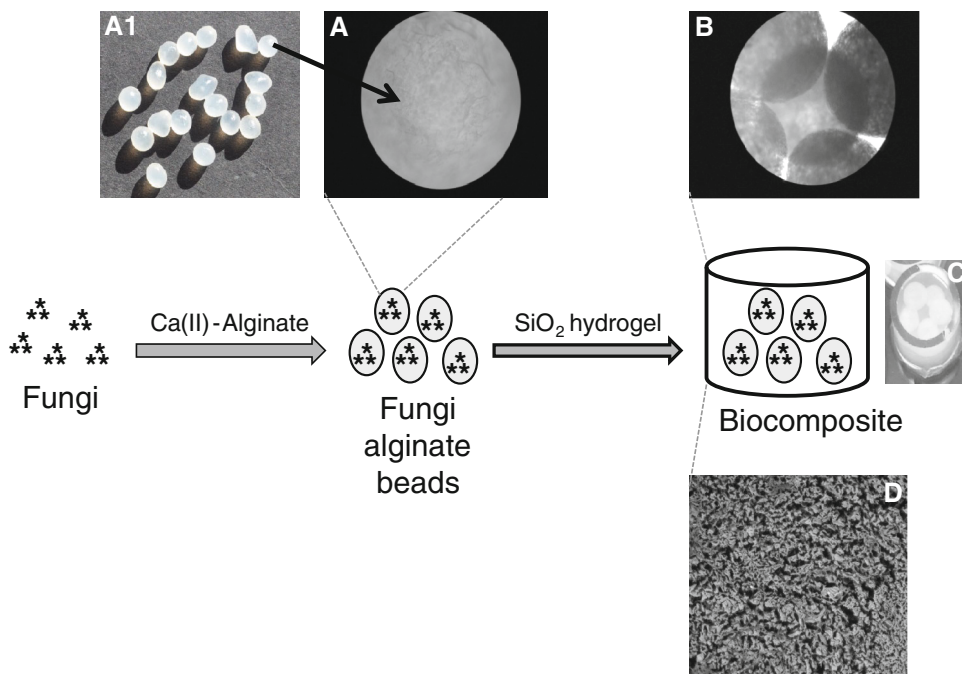 A1
A
B
Ca(II)-Alginate
SiO₂ hydrogel
C
Fungi
Fungi
alginate
beads
Biocomposite
D